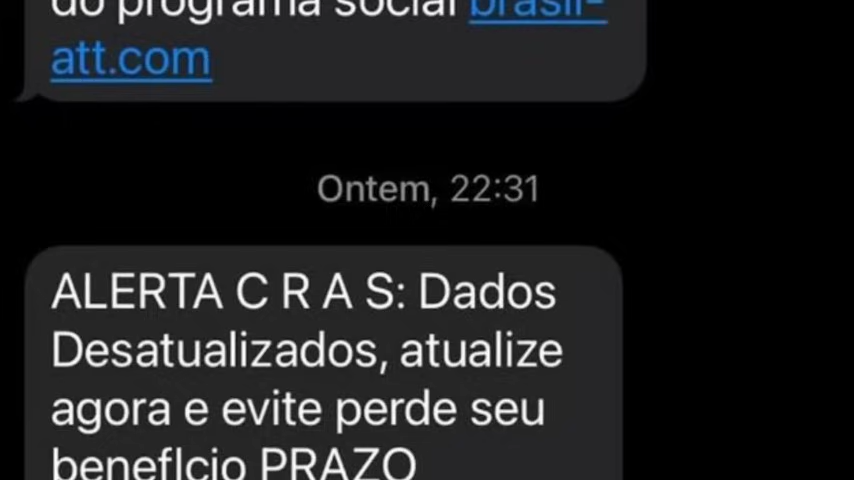 do programa social brasil-
att.com
Ontem, 22:31
ALERTA C R A S: Dados
Desatualizados, atualize
agora e evite perde seu
benefIcio PRAZO